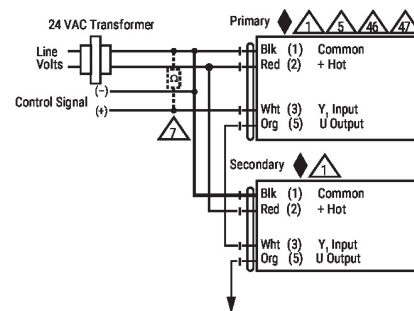 24 VAC Transformer
Primary 1 5 46 47
Line
Volts
Blk (1) Common
Red (2) + Hot
Ω
(–)
Control Signal (+)
Wht (3) Y1 Input
Org (5) U Output
7
Secondary 1
Blk (1) Common
Red (2) + Hot
Wht (3) Y1 Input
Org (5) U Output